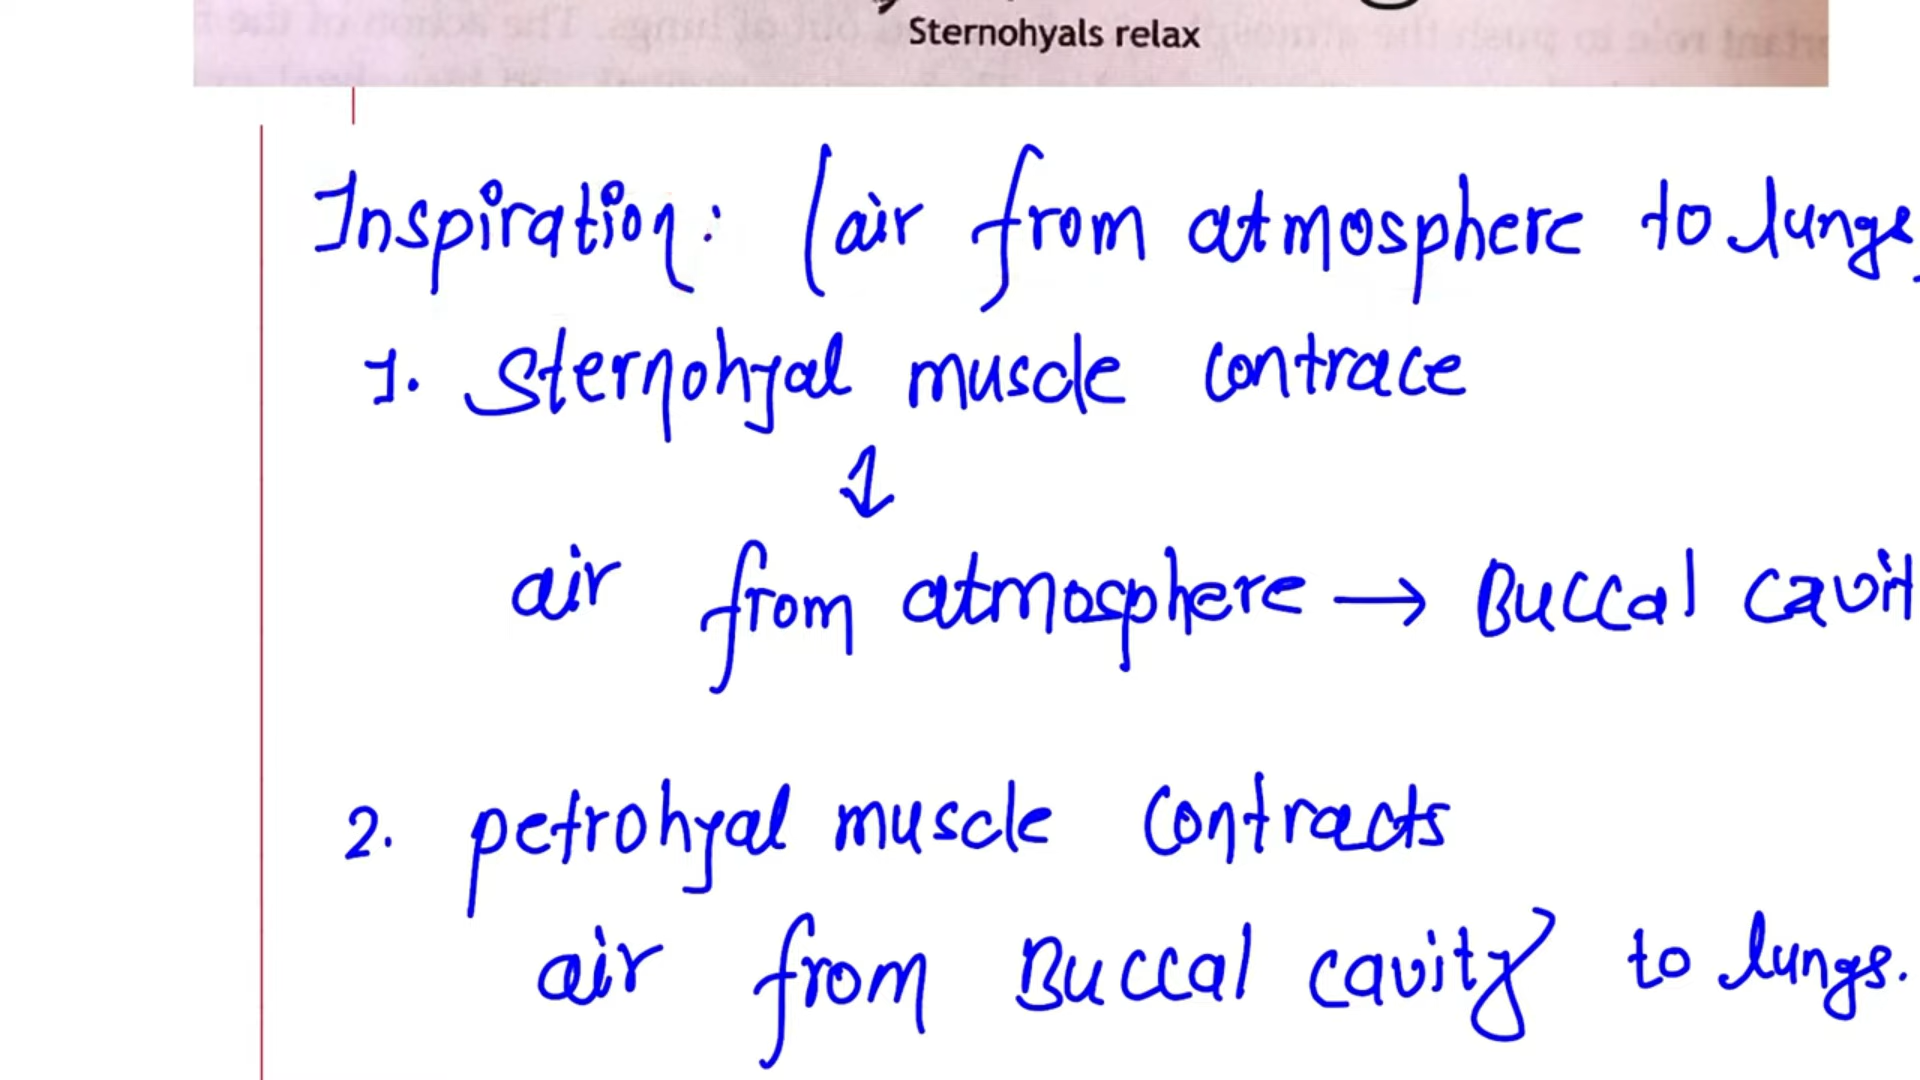 Sternohyals relax
Inspiration: (air from atmosphere to lungs
1. Sternohyal muscle contrace
↓
air from atmosphere → Buccal cavit
2. petrohyal muscle contracts
air from Buccal cavity to lungs.